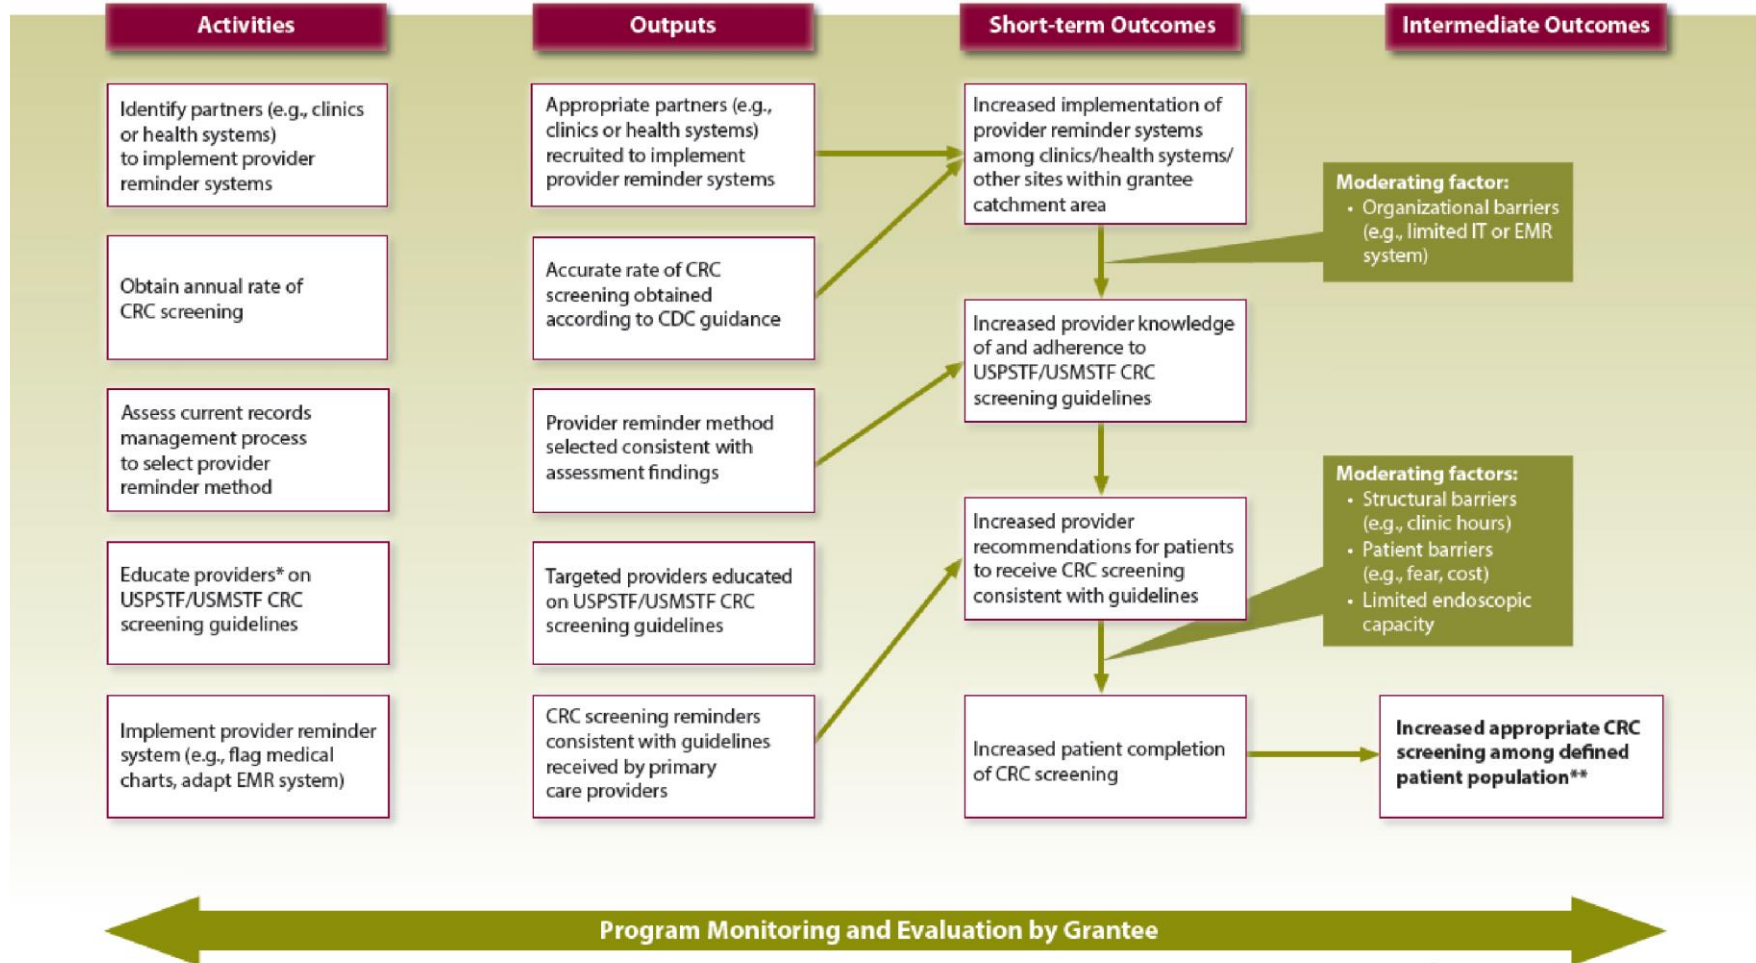 Activities
Outputs
Short-term Outcomes
Intermediate Outcomes
Identify partners (e.g., clinics
or health systems)
to implement provider
reminder systems
Obtain annual rate of
CRC screening
Assess current records
management process
to select provider
reminder method
Educate providers* on
USPSTF/USMSTF CRC
screening guidelines
Implement provider reminder
system (e.g., flag medical
charts, adapt EMR system)
Appropriate partners (e.g.,
clinics or health systems)
recruited to implement
provider reminder systems
Accurate rate of CRC
screening obtained
according to CDC guidance
Provider reminder method
selected consistent with
assessment findings
Targeted providers educated
on USPSTF/USMSTF CRC
screening guidelines
CRC screening reminders
consistent with guidelines
received by primary
care providers
Increased implementation of
provider reminder systems
among clinics/health systems/
other sites within grantee
catchment area
Increased provider knowledge
of and adherence to
USPSTF/USMSTF CRC
screening guidelines
Increased provider
recommendations for patients
to receive CRC screening
consistent with guidelines
Increased patient completion
of CRC screening
Moderating factor:
• Organizational barriers
(e.g., limited IT or EMR
system)
Moderating factors:
• Structural barriers
(e.g., clinic hours)
• Patient barriers
(e.g., fear, cost)
• Limited endoscopic
capacity
Increased appropriate CRC
screening among defined
patient population**
Program Monitoring and Evaluation by Grantee